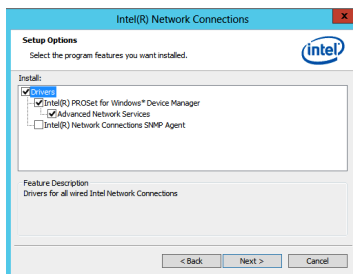 Intel(R) Network Connections
x
Setup Options
Select the program features you want installed.
intel
Install:
Drivers
Intel(R) PROSet for Windows* Device Manager
Advanced Network Services
Intel(R) Network Connections SNMP Agent
Feature Description
Drivers for all wired Intel Network Connections
< Back
Next >
Cancel